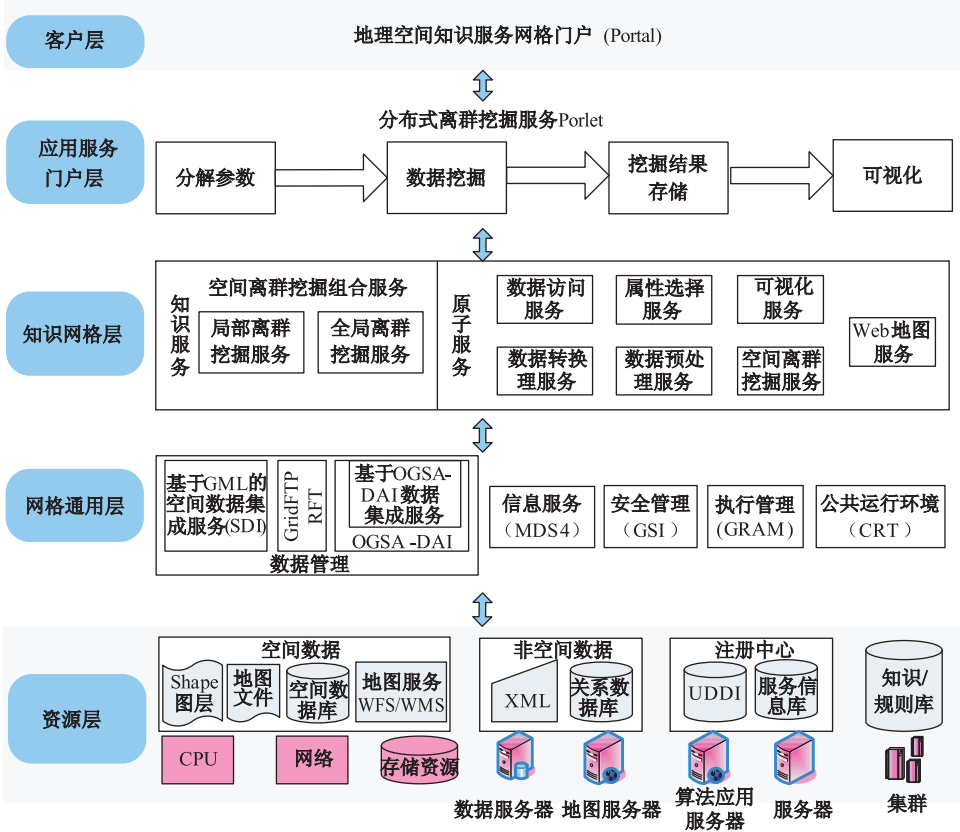 客户层
地理空间知识服务网格门户 (Portal)
应用服务
门户层
分布式离群挖掘服务Porlet
分解参数
数据挖掘
挖掘结果
存储
可视化
知识网格层
知识服务
空间离群挖掘组合服务
局部离群
挖掘服务
全局离群
挖掘服务
原子服务
数据访问
服务
属性选择
服务
可视化
服务
数据转换
理服务
数据预处
理服务
空间离群
挖掘服务
Web地图
服务
网格通用层
基于GML的
空间数据集
成服务(SDI)
GridFTP
RFT
基于OGSA-
DAI数据
集成服务
OGSA -DAI
数据管理
信息服务
（MDS4）
安全管理
（GSI）
执行管理
(GRAM)
公共运行环境
（CRT）
资源层
空间数据
Shape
图层
地图
文件
空间数
据库
地图服务
WFS/WMS
非空间数据
XML
关系数
据库
注册中心
UDDI
服务信
息库
知识/
规则库
CPU
网络
存储资源
数据服务器
地图服务器
算法应用
服务器
服务器
集群